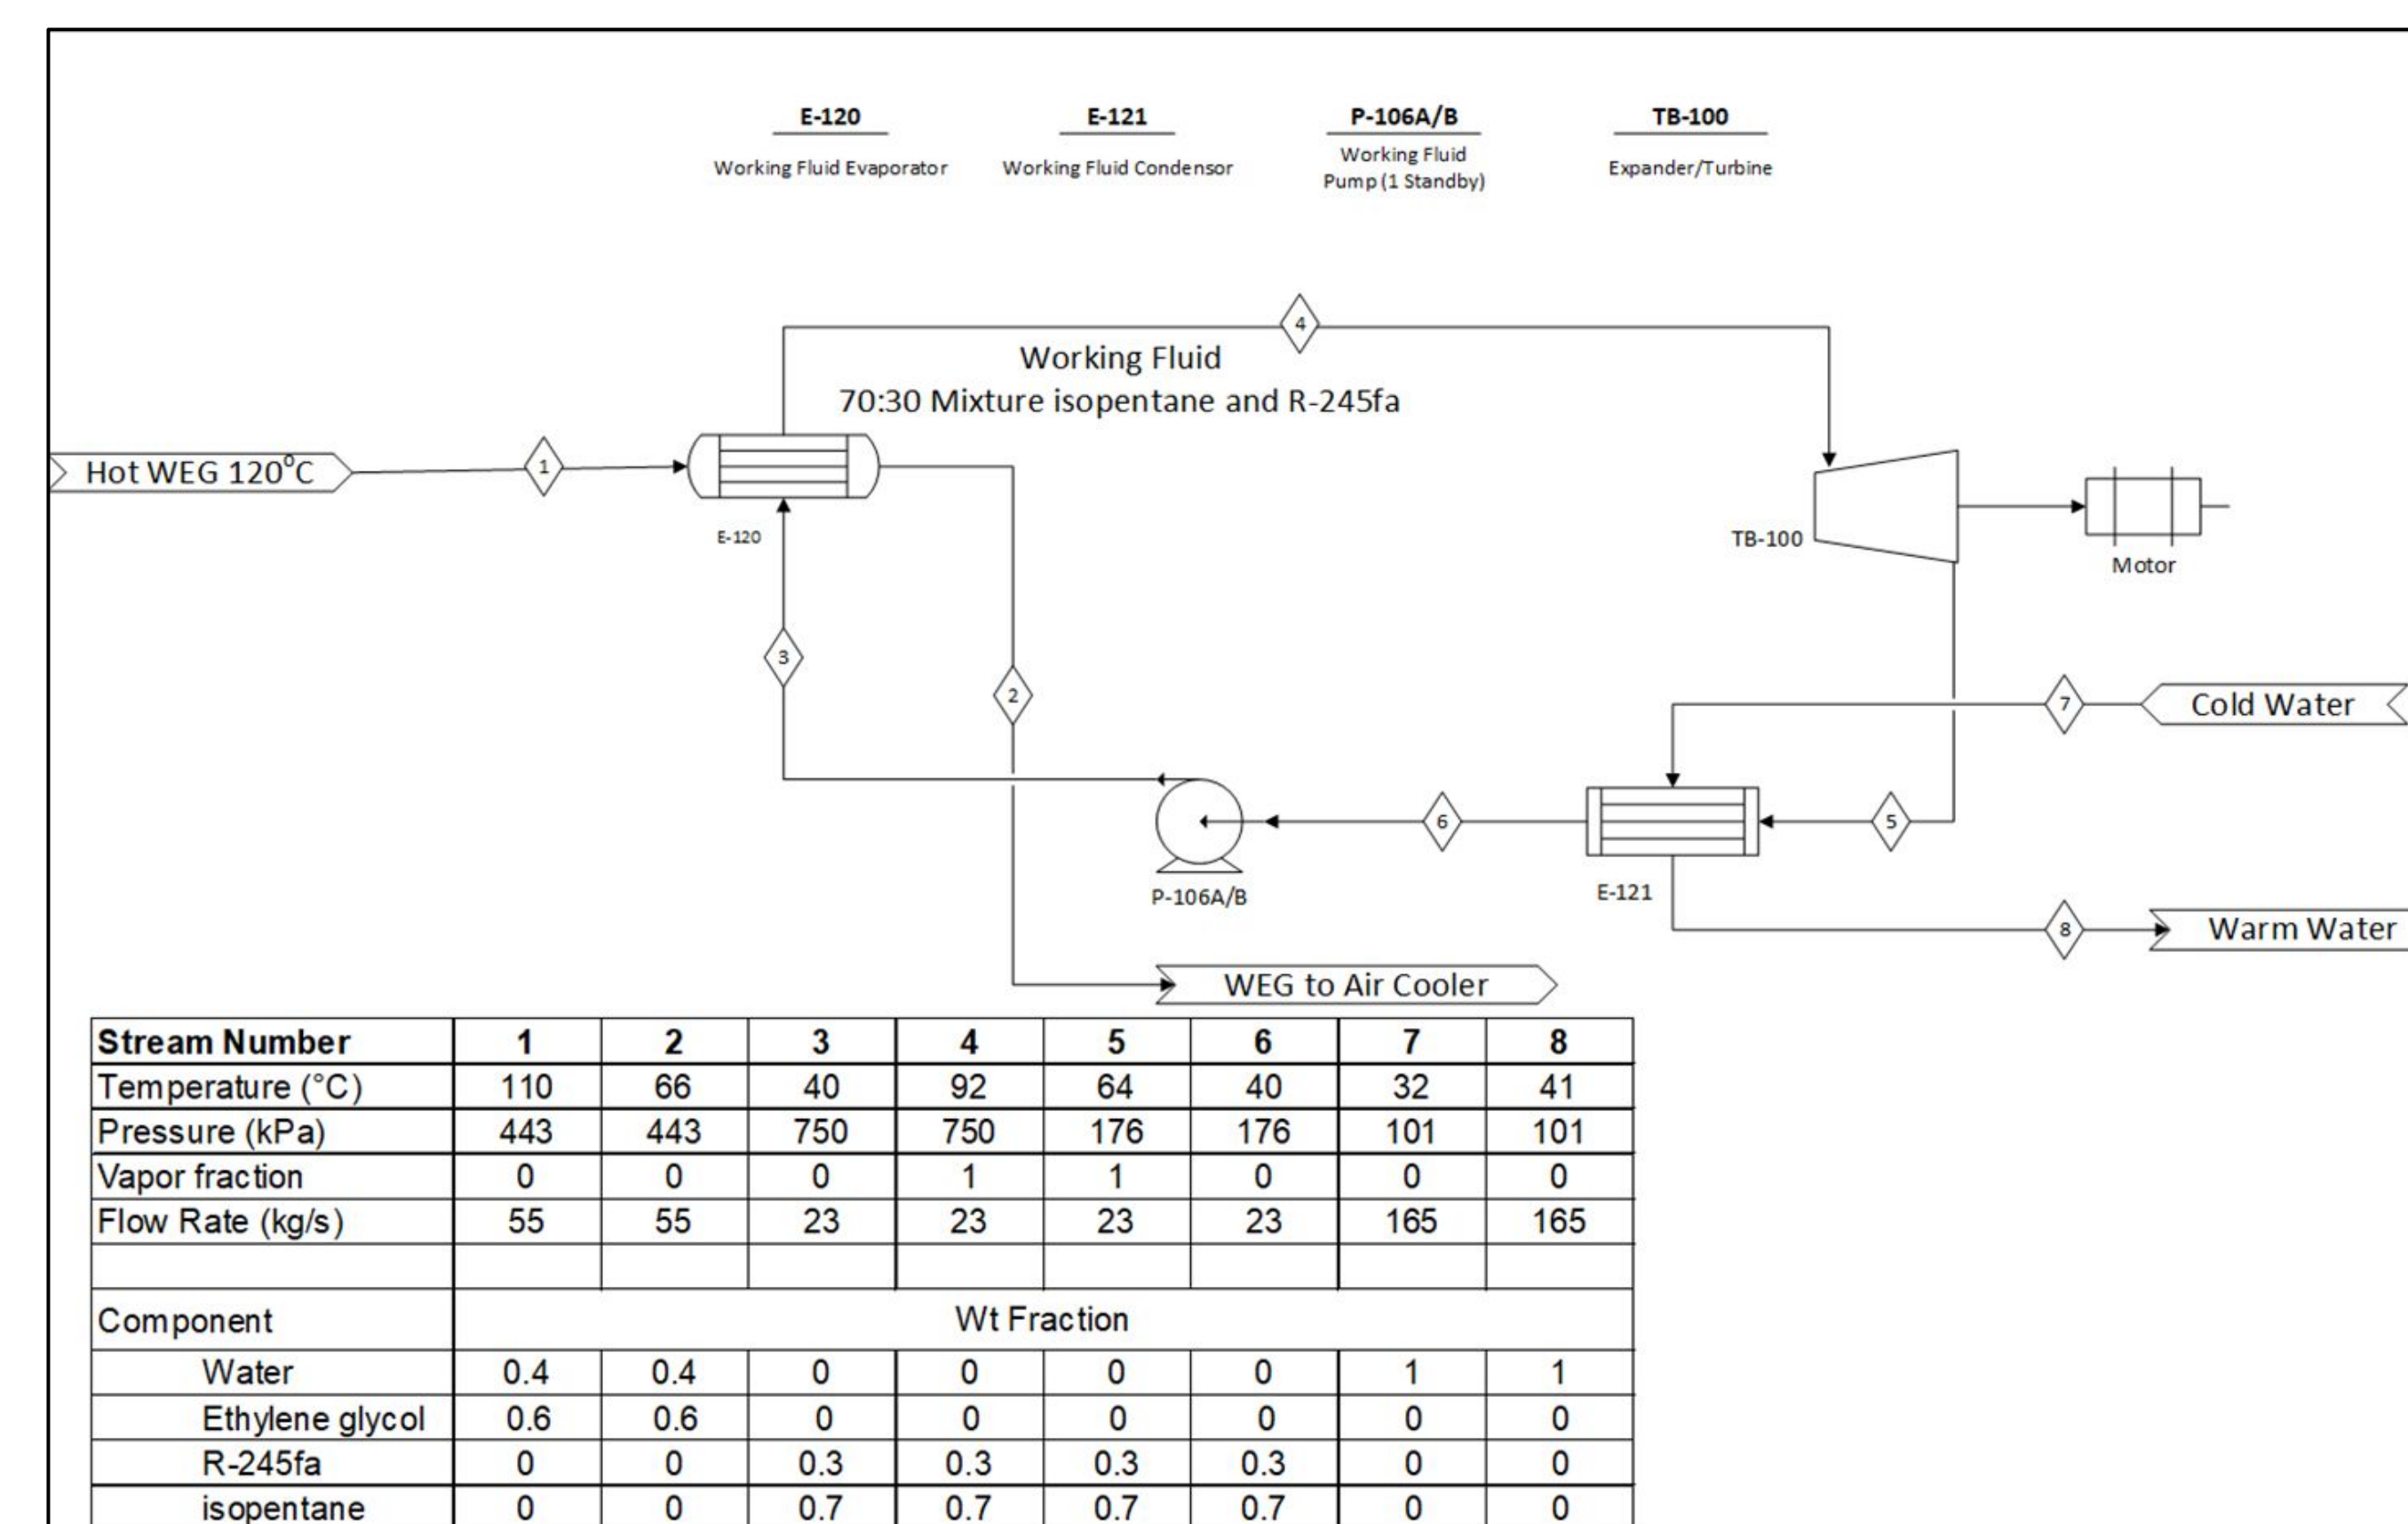 E-120 E-121 P-106A/B TB-100
Working Fluid Evaporator Working Fluid Condensor Working Fluid Expander/Turbine
Pump (1 Standby)
4
Working Fluid
70:30 Mixture isopentane and R-245fa
Hot WEG 120°C 1
E-120
TB-100
Motor
3
2
7 Cold Water
6
5
P-106A/B
E-121
8 Warm Water
WEG to Air Cooler
Stream Number 1 2 3 4 5 6 7 8
Temperature (°C) 110 66 40 92 64 40 32 41
Pressure (kPa) 443 443 750 750 176 176 101 101
Vapor fraction 0 0 0 1 1 0 0 0
Flow Rate (kg/s) 55 55 23 23 23 23 165 165
Component Wt Fraction
Water 0.4 0.4 0 0 0 0 1 1
Ethylene glycol 0.6 0.6 0 0 0 0 0 0
R-245fa 0 0 0.3 0.3 0.3 0.3 0 0
isopentane 0 0 0.7 0.7 0.7 0.7 0 0